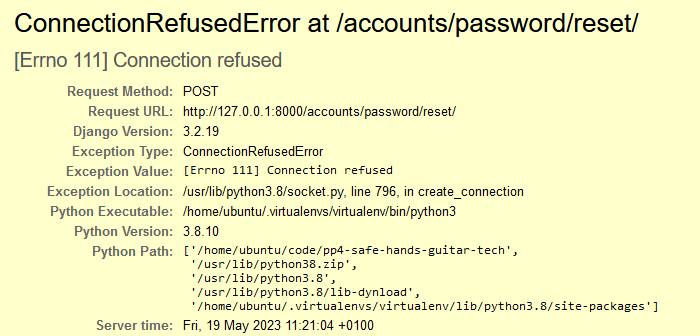 ConnectionRefusedError at /accounts/password/reset/
[Errno 111] Connection refused
Request Method: POST
Request URL: http://127.0.0.1:8000/accounts/password/reset/
Django Version: 3.2.19
Exception Type: ConnectionRefusedError
Exception Value: [Errno 111] Connection refused
Exception Location: /usr/lib/python3.8/socket.py, line 796, in create_connection
Python Executable: /home/ubuntu/.virtualenvs/virtualenv/bin/python3
Python Version: 3.8.10
Python Path: ['/home/ubuntu/code/pp4-safe-hands-guitar-tech',
'/usr/lib/python38.zip',
'/usr/lib/python3.8',
'/usr/lib/python3.8/lib-dynload',
'/home/ubuntu/.virtualenvs/virtualenv/lib/python3.8/site-packages']
Server time: Fri, 19 May 2023 11:21:04 +0100